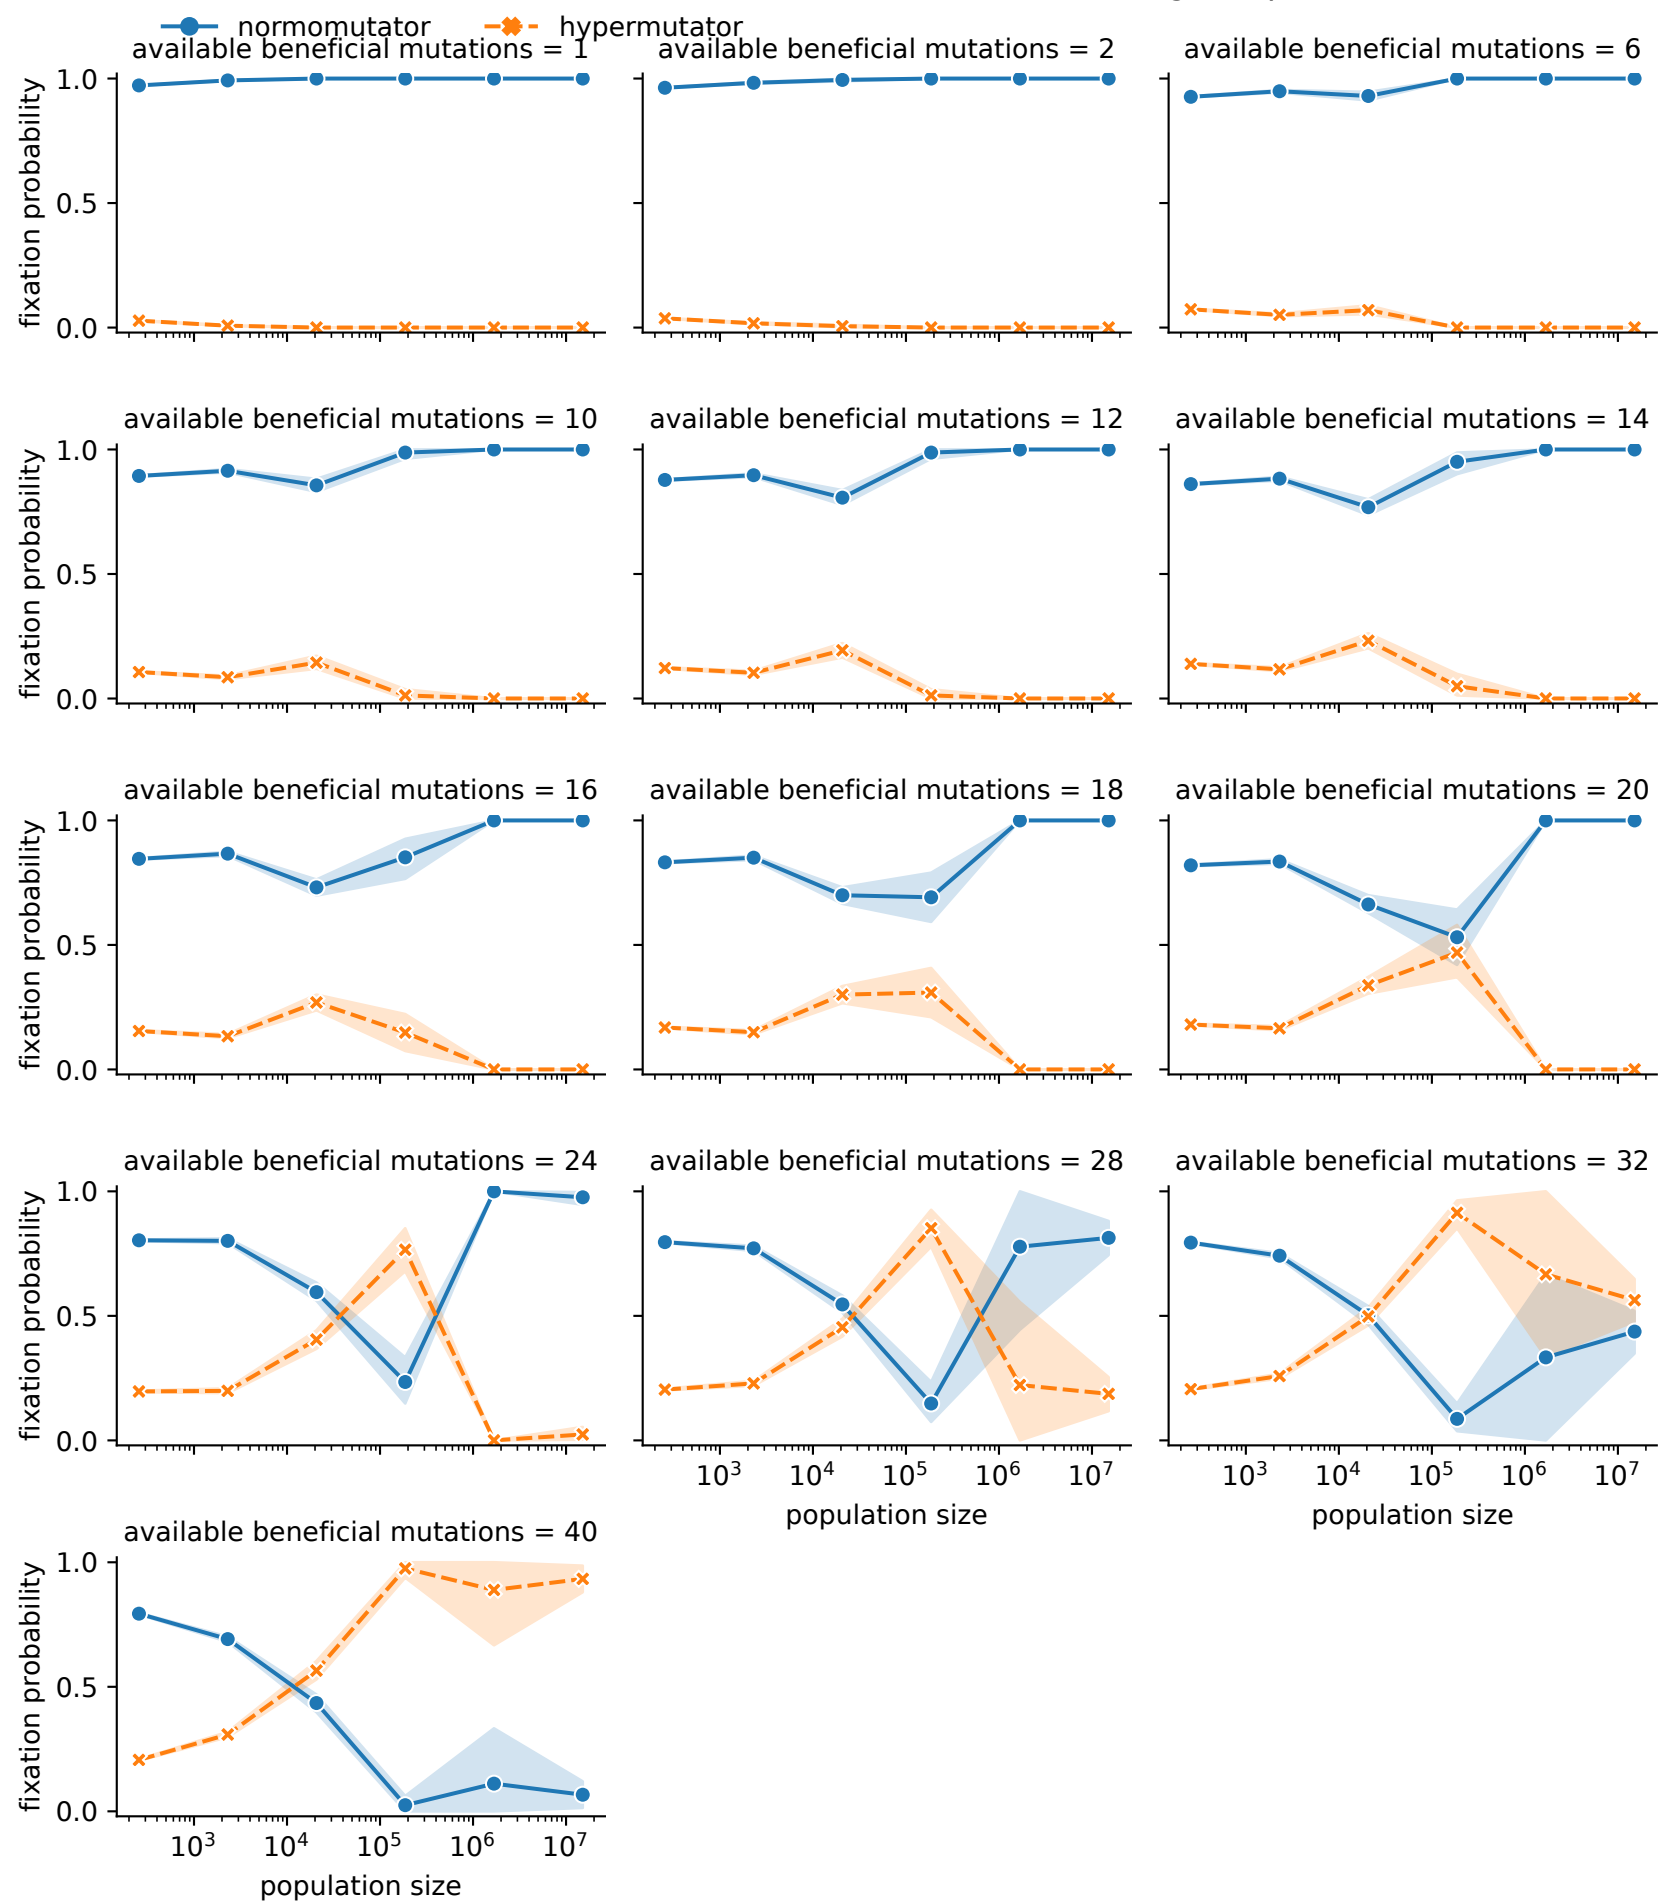 normomutator hypermutator
available beneficial mutations = 1 available beneficial mutations = 2 available beneficial mutations = 6
fixation probability
1.0
0.5
0.0
available beneficial mutations = 10 available beneficial mutations = 12 available beneficial mutations = 14
fixation probability
1.0
0.5
0.0
available beneficial mutations = 16 available beneficial mutations = 18 available beneficial mutations = 20
fixation probability
1.0
0.5
0.0
available beneficial mutations = 24 available beneficial mutations = 28 available beneficial mutations = 32
fixation probability
1.0
0.5
0.0
10³ 10⁴ 10⁵ 10⁶ 10⁷ 10³ 10⁴ 10⁵ 10⁶ 10⁷
population size population size
available beneficial mutations = 40
fixation probability
1.0
0.5
0.0
10³ 10⁴ 10⁵ 10⁶ 10⁷
population size